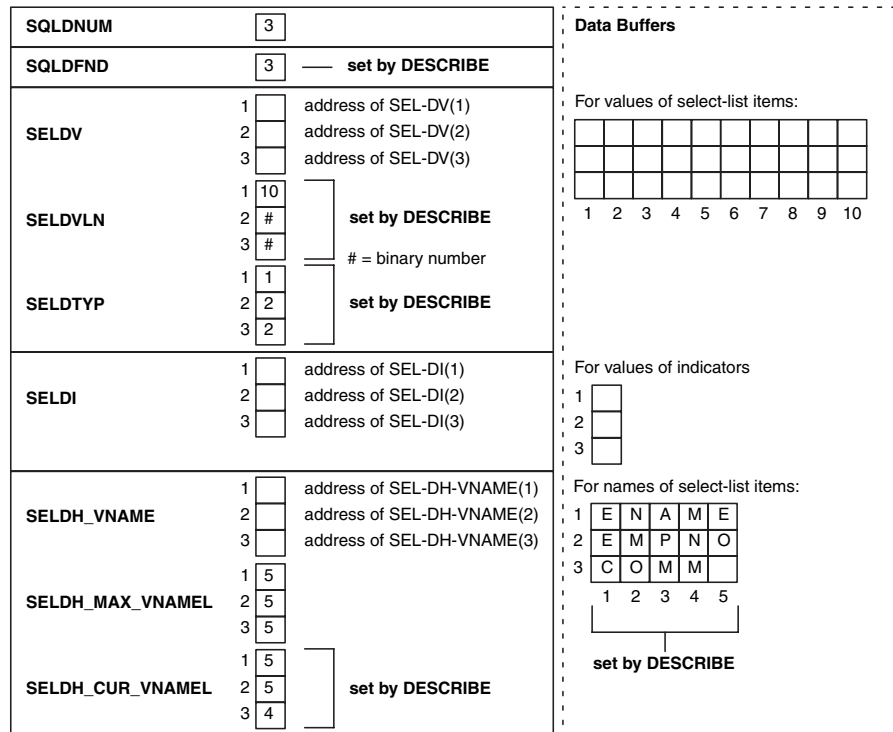 SQLDNUM 3
SQLDFND 3 set by DESCRIBE
SELDV
1 address of SEL-DV(1)
2 address of SEL-DV(2)
3 address of SEL-DV(3)
SELDVLN
1 10
2 #
3 #
set by DESCRIBE
# = binary number
SELDTYP
1 1
2 2
3 2
set by DESCRIBE
SELDI
1 address of SEL-DI(1)
2 address of SEL-DI(2)
3 address of SEL-DI(3)
SELDH_VNAME
1 address of SEL-DH-VNAME(1)
2 address of SEL-DH-VNAME(2)
3 address of SEL-DH-VNAME(3)
SELDH_MAX_VNAMEL
1 5
2 5
3 5
SELDH_CUR_VNAMEL
1 5
2 5
3 4
set by DESCRIBE
Data Buffers
For values of select-list items:
1 2 3 4 5 6 7 8 9 10
For values of indicators
1
2
3
For names of select-list items:
1 E N A M E
2 E M P N O
3 C O M M
1 2 3 4 5
set by DESCRIBE